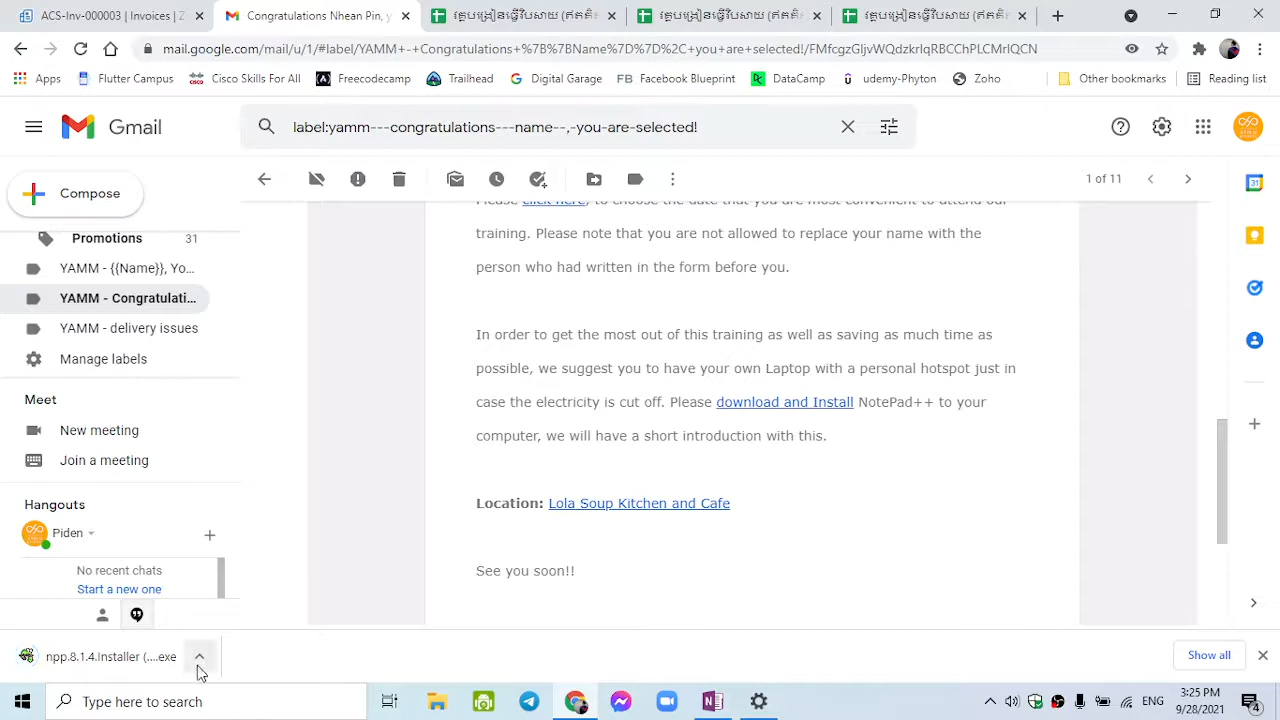 ACS-Inv-000003 | Invoices | Z
Congratulations Neat Pin, y
mail.google.com/mail/u/1/#label/YAMM+-+Congratulations+%7B%7BName%7D%7D%2C+you+are+selected!/FMfcgzGljvWQdzkrlqRBCChPLCMrlQCN
Apps
Flutter Campus
Cisco Skills For All
Freecodecamp
Trailhead
Digital Garage
FB Facebook Blueprint
DataCamp
udemy-Phyton
Zoho
Other bookmarks
Reading list
Gmail
label:yamm---congratulations---name--,-you-are-selected!
Compose
1 of 11
Promotions 31
YAMM - {{Name}}, Yo...
YAMM - Congratulati...
YAMM - delivery issues
Manage labels
Meet
New meeting
Join a meeting
Hangouts
Piden
No recent chats
Start a new one
Please click here, to choose the date that you are most convenient to attend our
training. Please note that you are not allowed to replace your name with the
person who had written in the form before you.
In order to get the most out of this training as well as saving as much time as
possible, we suggest you to have your own Laptop with a personal hotspot just in
case the electricity is cut off. Please download and Install NotePad++ to your
computer, we will have a short introduction with this.
Location: Lola Soup Kitchen and Cafe
See you soon!!
npp.8.1.4.Installer (....exe
Show all
Type here to search
ENG
3:25 PM
9/28/2021
4